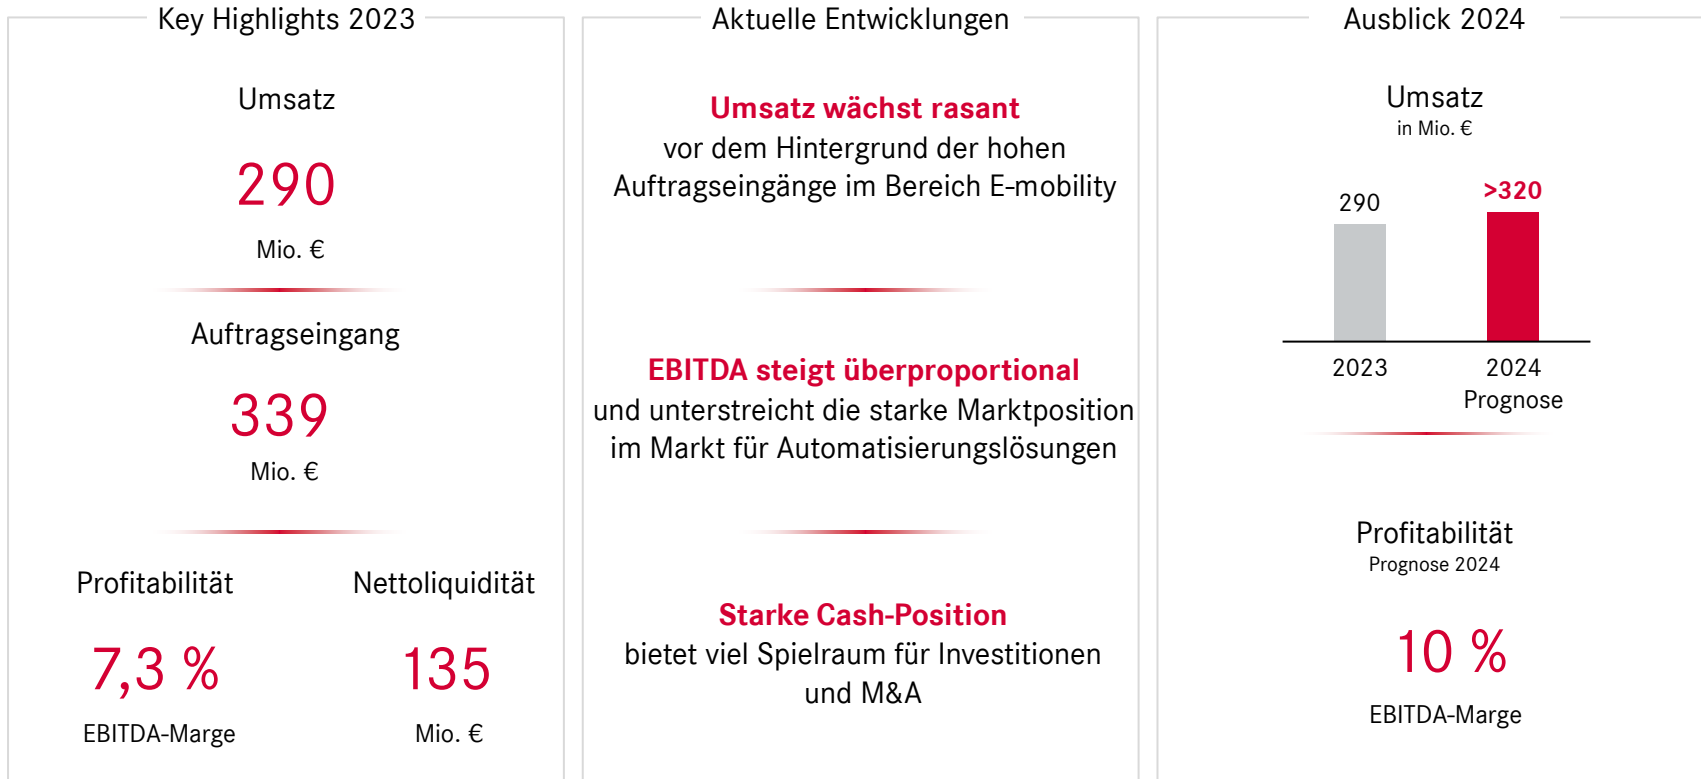 Key Highlights 2023
Umsatz
290
Mio. €
Auftragseingang
339
Mio. €
Profitabilität
7,3 %
EBITDA-Marge
Nettoliquidität
135
Mio. €
Aktuelle Entwicklungen
Umsatz wächst rasant
vor dem Hintergrund der hohen
Auftragseingänge im Bereich E-mobility
EBITDA steigt überproportional
und unterstreicht die starke Marktposition
im Markt für Automatisierungslösungen
Starke Cash-Position
bietet viel Spielraum für Investitionen
und M&A
Ausblick 2024
Umsatz
in Mio. €
290
>320
2023
2024
Prognose
Profitabilität
Prognose 2024
10 %
EBITDA-Marge